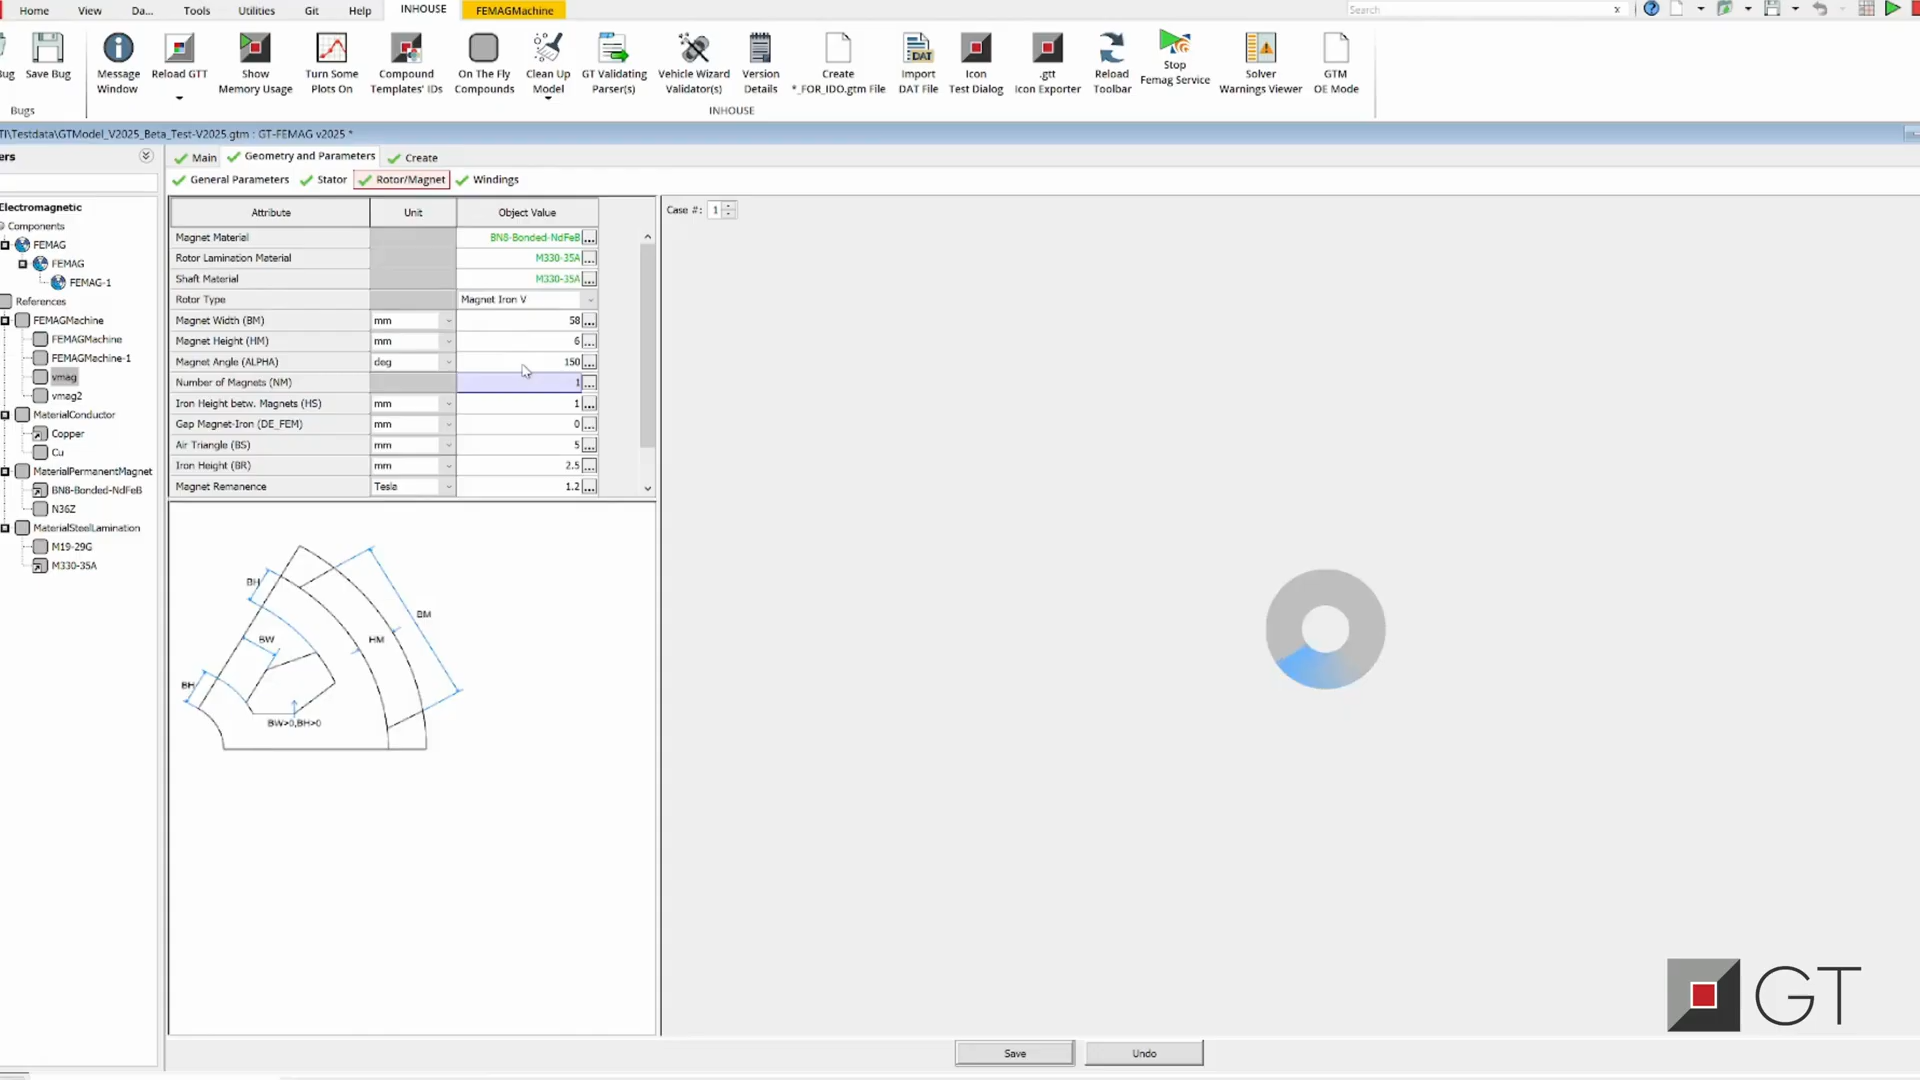 Home View Da... Tools Utilities Git Help INHOUSE FEMAGMachine Search x
Bug Save Bug Message Window Reload GTT Show Memory Usage Turn Some Plots On Compound Templates' IDs On The Fly Compounds Clean Up Model GT Validating Parser(s) Vehicle Wizard Validator(s) Version Details Create *_FOR_IDO.gtm File DAT Import DAT File Icon Test Dialog .gtt Icon Exporter Reload Toolbar Stop Femag Service Solver Warnings Viewer GTM OE Mode
Bugs INHOUSE
TI\Testdata\GTModel_V2025_Beta_Test-V2025.gtm : GT-FEMAG v2025 *
ers
Main Geometry and Parameters Create
General Parameters Stator Rotor/Magnet Windings
Electromagnetic
Components
FEMAG
FEMAG
FEMAG-1
References
FEMAGMachine
FEMAGMachine
FEMAGMachine-1
vmag
vmag2
MaterialConductor
Copper
Cu
MaterialPermanentMagnet
BN8-Bonded-NdFeB
N36Z
MaterialSteelLamination
M19-29G
M330-35A
Attribute Unit Object Value
Magnet Material BN8-Bonded-NdFeB ...
Rotor Lamination Material M330-35A ...
Shaft Material M330-35A ...
Rotor Type Magnet Iron V
Magnet Width (BM) mm 58 ...
Magnet Height (HM) mm 6 ...
Magnet Angle (ALPHA) deg 150 ...
Number of Magnets (NM) 1 ...
Iron Height betw. Magnets (HS) mm 1 ...
Gap Magnet-Iron (DE_FEM) mm 0 ...
Air Triangle (BS) mm 5 ...
Iron Height (BR) mm 2.5 ...
Magnet Remanence Tesla 1.2 ...
Case #: 1
BH
BM
BW
HM
BH
BW>0,BH>0
GT
Save Undo